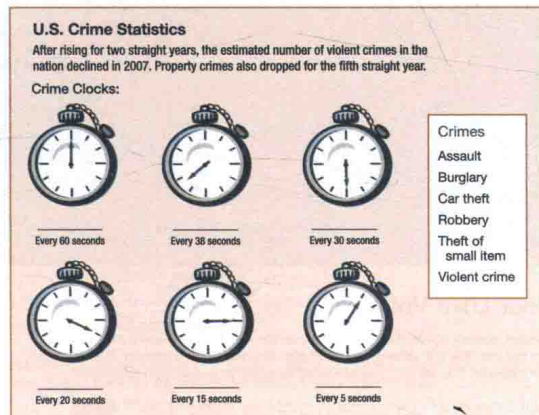 U.S. Crime Statistics
After rising for two straight years, the estimated number of violent crimes in the
nation declined in 2007. Property crimes also dropped for the fifth straight year.
Crime Clocks:
Every 60 seconds
Every 38 seconds
Every 30 seconds
Every 20 seconds
Every 15 seconds
Every 5 seconds
Crimes
Assault
Burglary
Car theft
Robbery
Theft of
small item
Violent crime